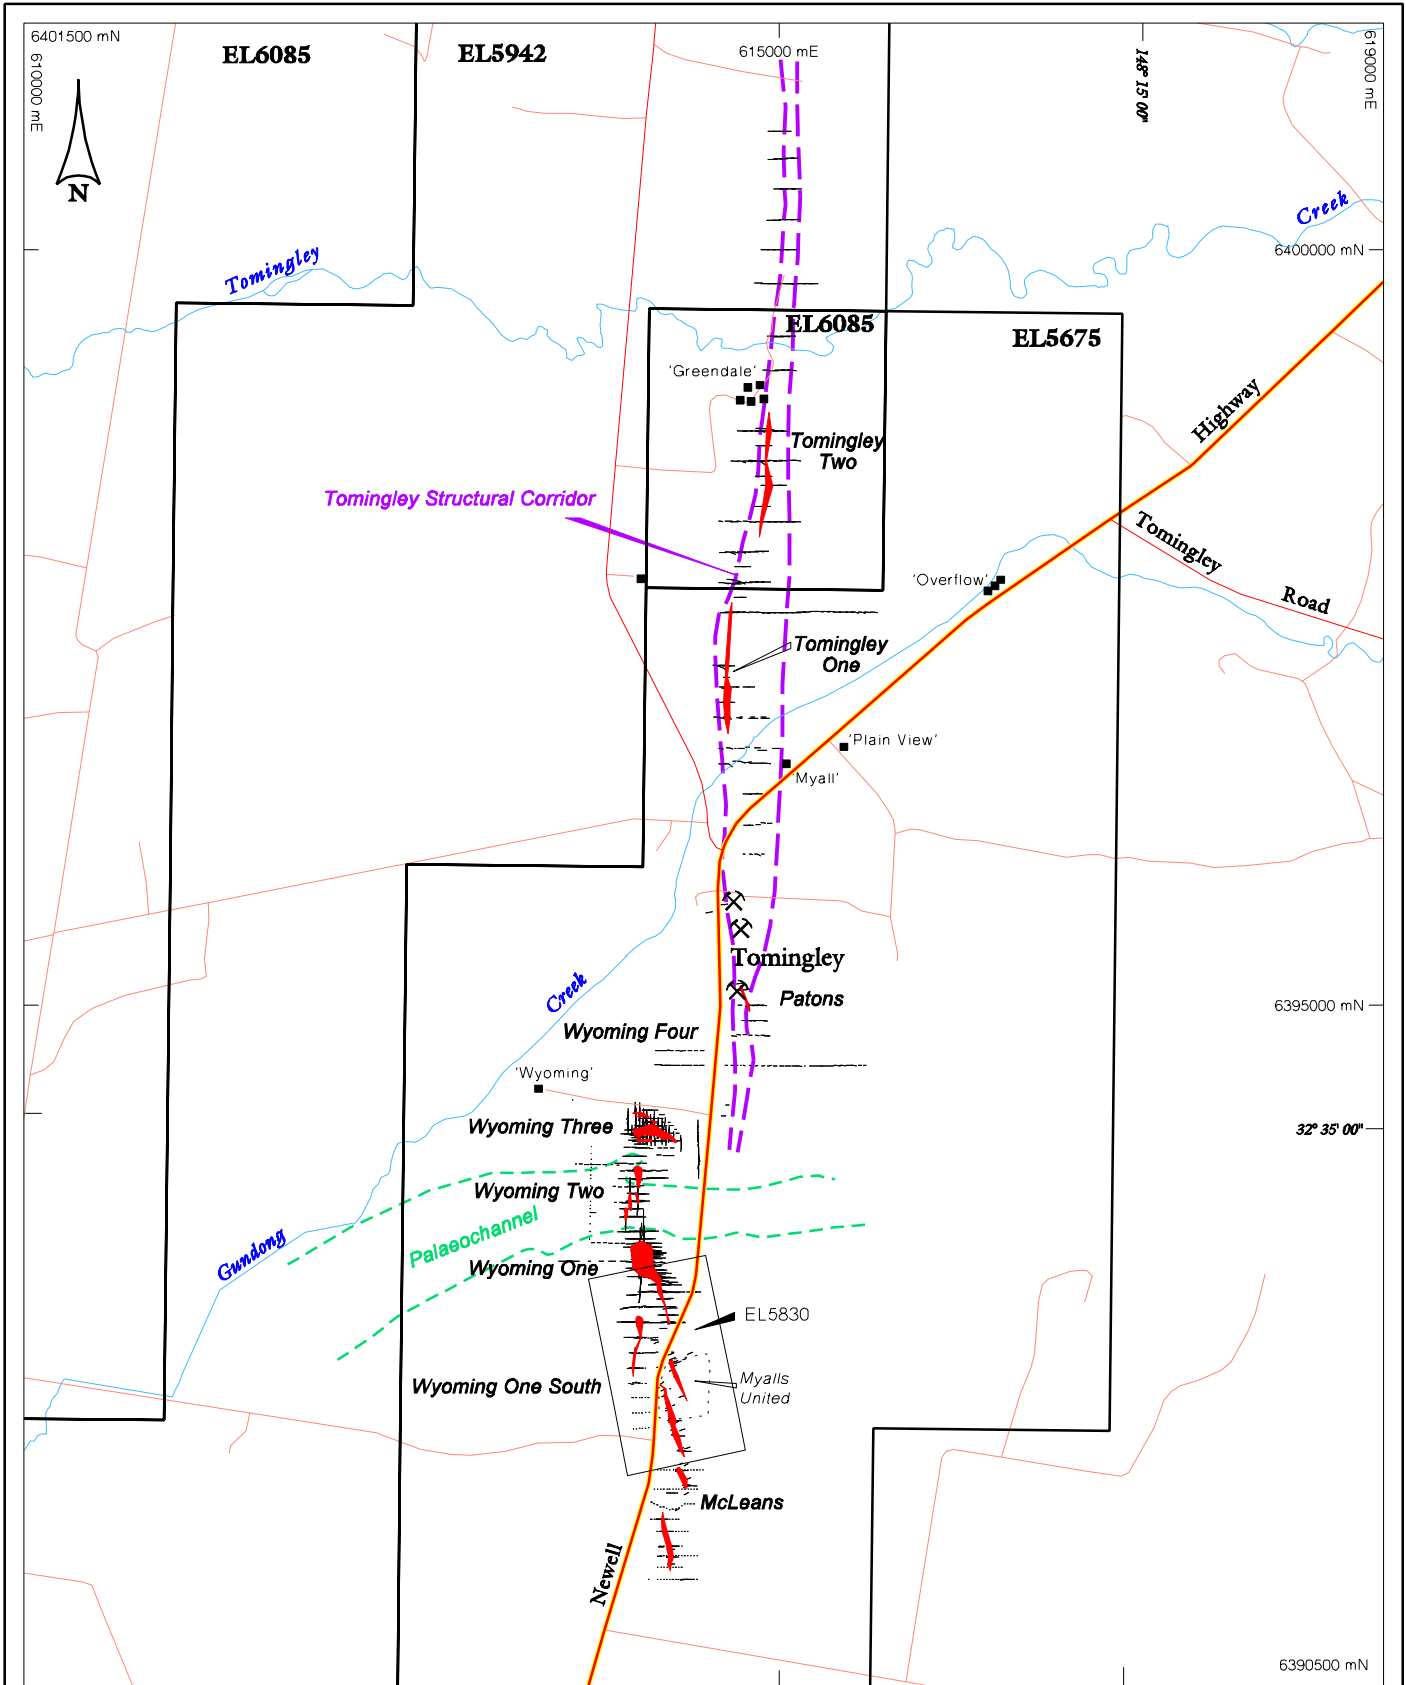 6401500 mN
610000 mE
EL6085
EL5942
615000 mE
148° 15' 00"
619000 mE
N
Creek
6400000 mN
Tomingley
EL6085
EL5675
'Greendale'
Highway
Tomingley
Two
Tomingley Structural Corridor
Tomingley
Road
'Overflow'
Tomingley
One
'Plain View'
'Myall'
Tomingley
Patons
6395000 mN
Creek
Wyoming Four
'Wyoming'
Wyoming Three
32° 35' 00"
Wyoming Two
Palaeochannel
Gundong
Wyoming One
EL5830
Wyoming One South
Myalls
United
McLeans
Newell
6390500 mN